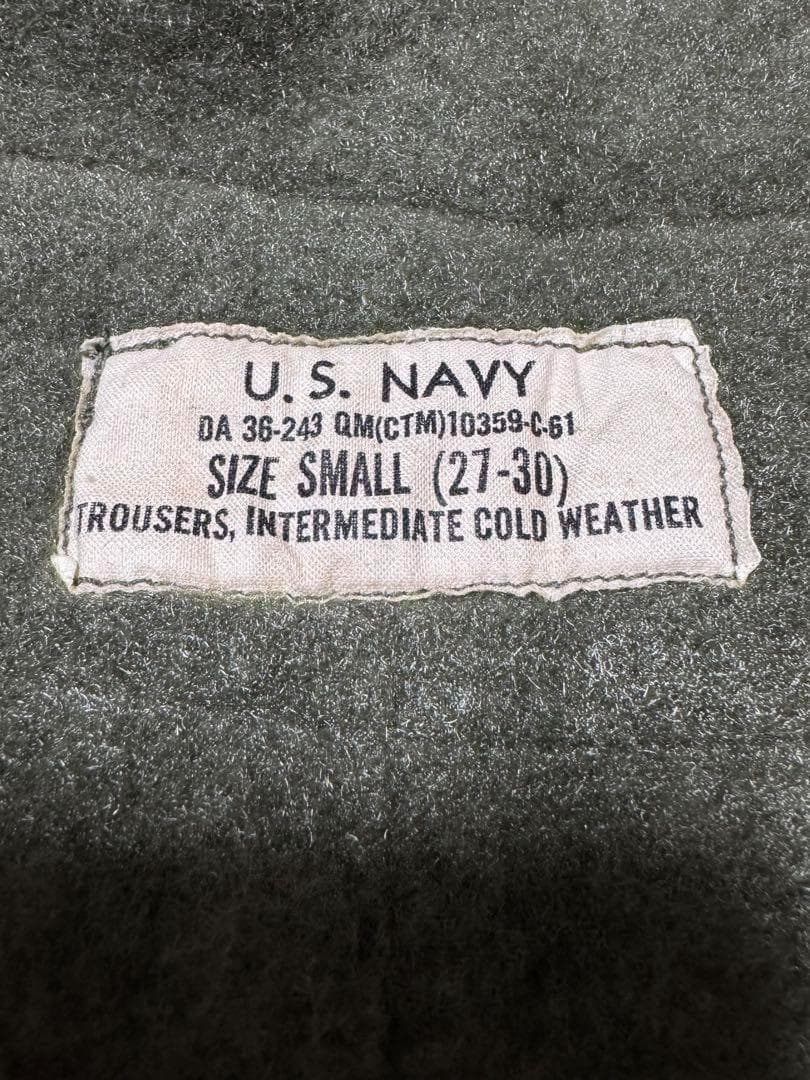 U.S. NAVY
DA 36-243 QM(CTM)10359-C-61
SIZE SMALL (27-30)
TROUSERS, INTERMEDIATE COLD WEATHER